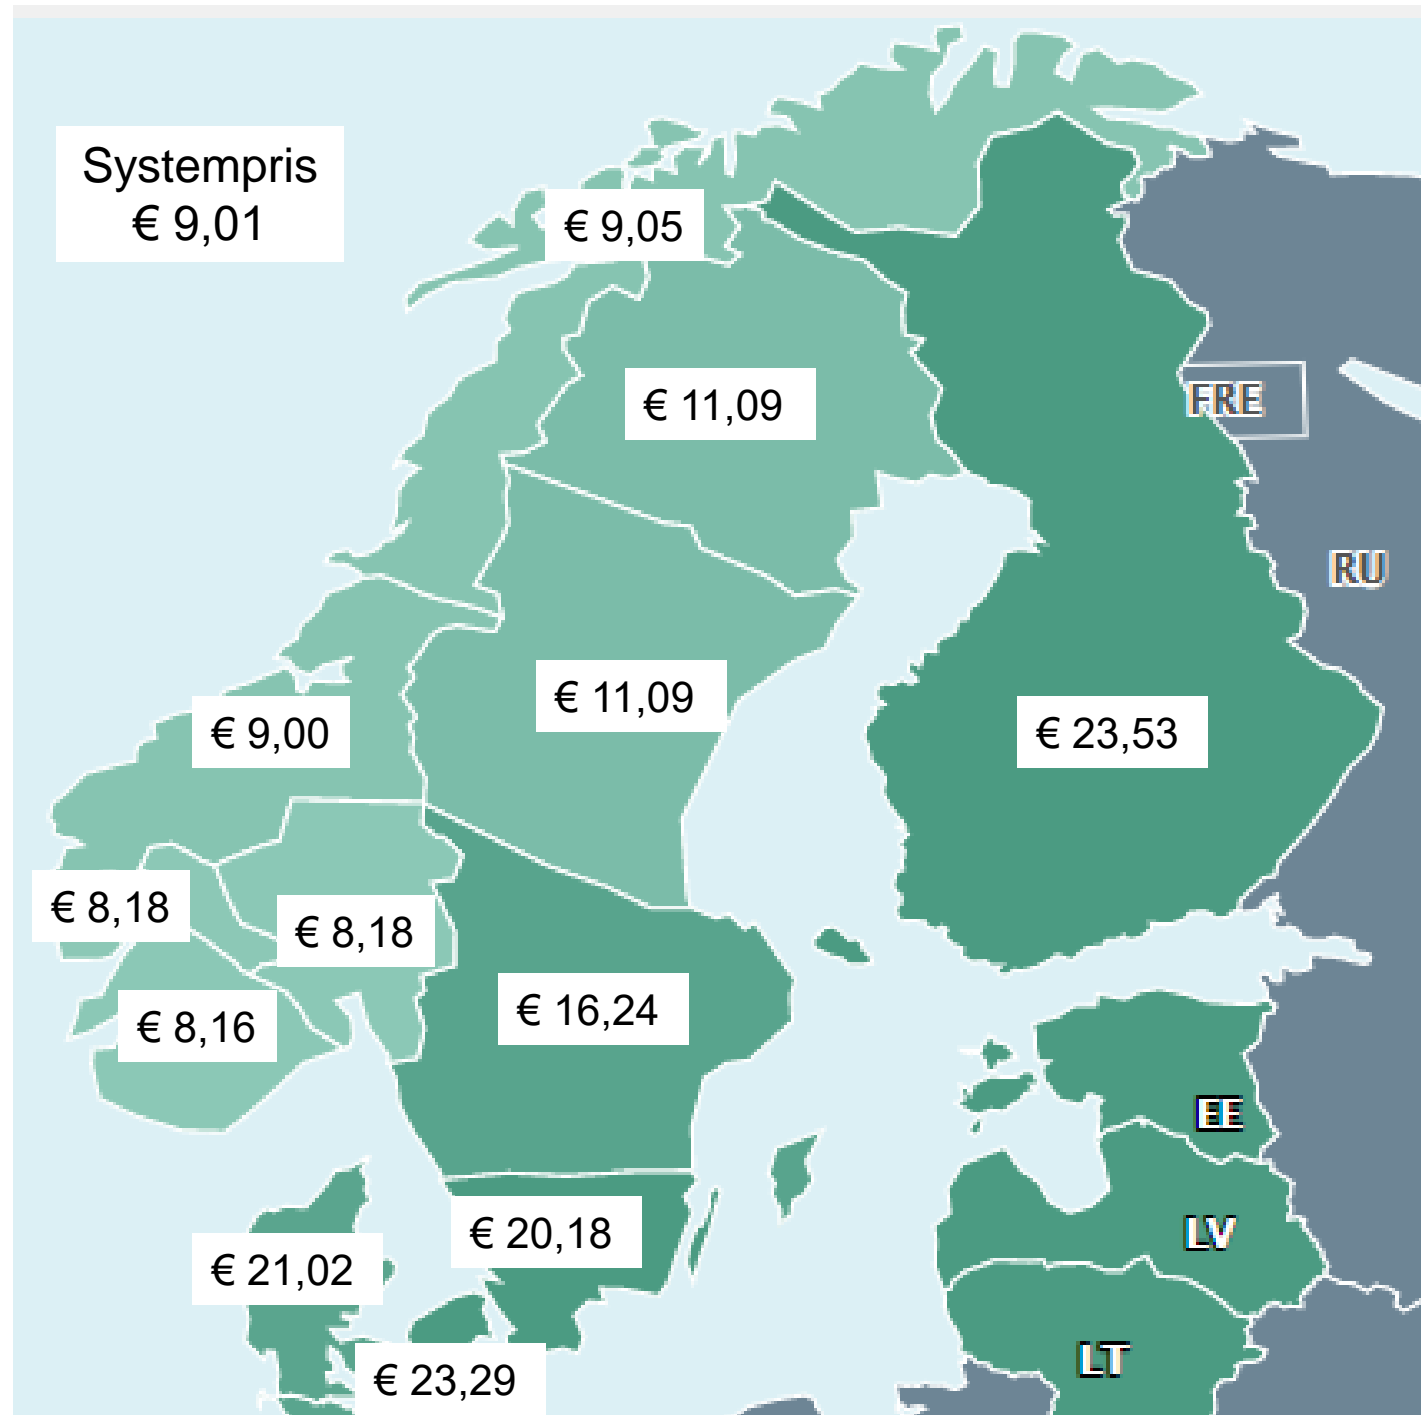 Systempris
€ 9,01
€ 9,05
€ 11,09
FRE
RU
€ 11,09
€ 9,00
€ 23,53
€ 8,18
€ 8,18
€ 16,24
€ 8,16
EE
€ 20,18
LV
€ 21,02
LT
€ 23,29